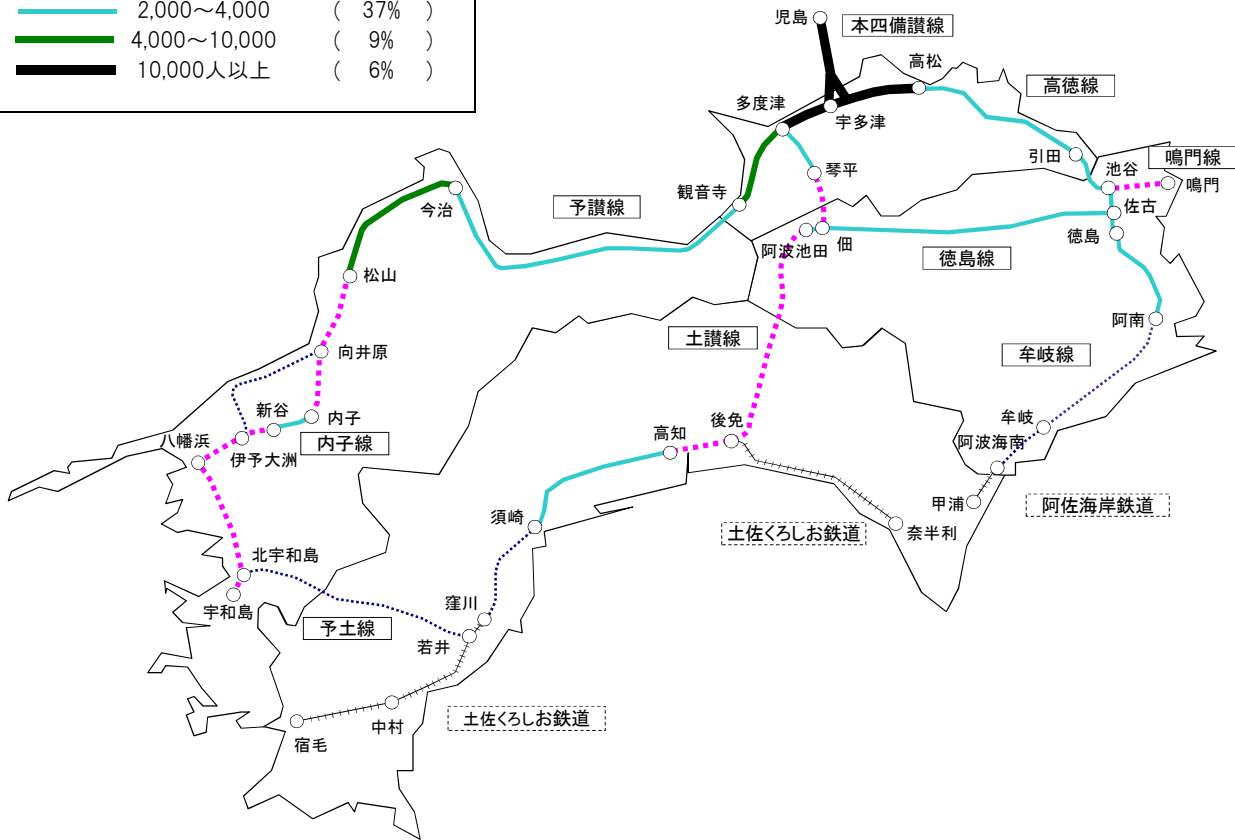 2,000～4,000 ( 37% )
4,000～10,000 ( 9% )
10,000人以上 ( 6% )
児島
本四備讃線
高松
高徳線
多度津
宇多津
引田
池谷
鳴門線
鳴門
琴平
観音寺
今治
予讃線
佐古
阿波池田
佃
徳島
徳島線
松山
阿南
土讃線
向井原
牟岐線
新谷
内子
八幡浜
伊予大洲
内子線
後免
高知
牟岐
阿波海南
甲浦
阿佐海岸鉄道
須崎
土佐くろしお鉄道
奈半利
北宇和島
宇和島
窪川
予土線
若井
中村
土佐くろしお鉄道
宿毛